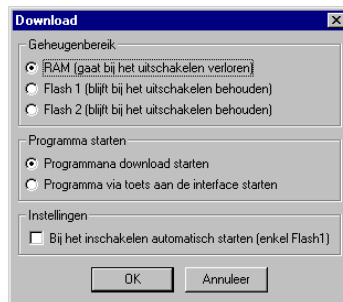 Download
Geheugenbereik
RAM (gaat bij het uitschakelen verloren)
Flash 1 (blijft bij het uitschakelen behouden)
Flash 2 (blijft bij het uitschakelen behouden)
Programma starten
Programmana download starten
Programma via toets aan de interface starten
Instellingen
Bij het inschakelen automatisch starten (enkel Flash1)
OK
Annuleer